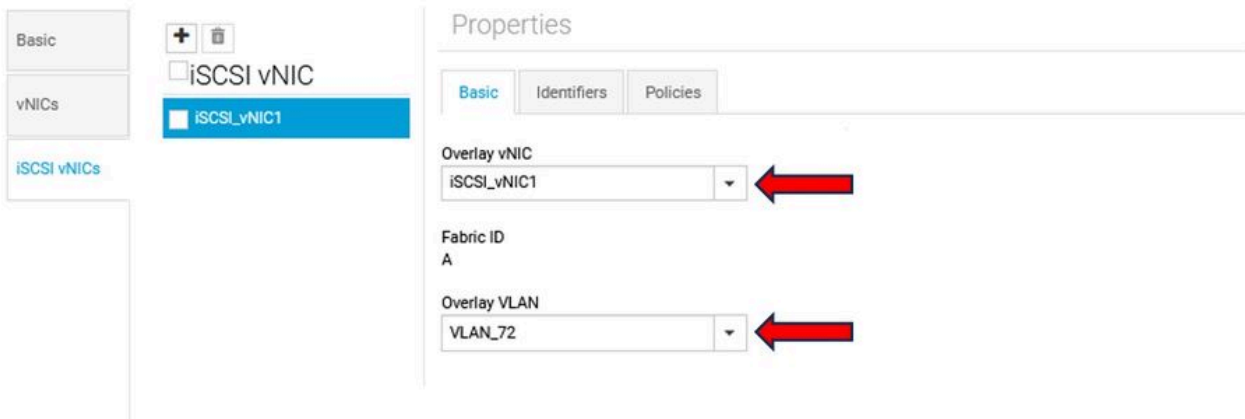 Basic
vNICs
iSCSI vNICs
iSCSI vNIC
iSCSI_vNIC1
Properties
Basic
Identifiers
Policies
Overlay vNIC
iSCSI_vNIC1
Fabric ID
A
Overlay VLAN
VLAN_72